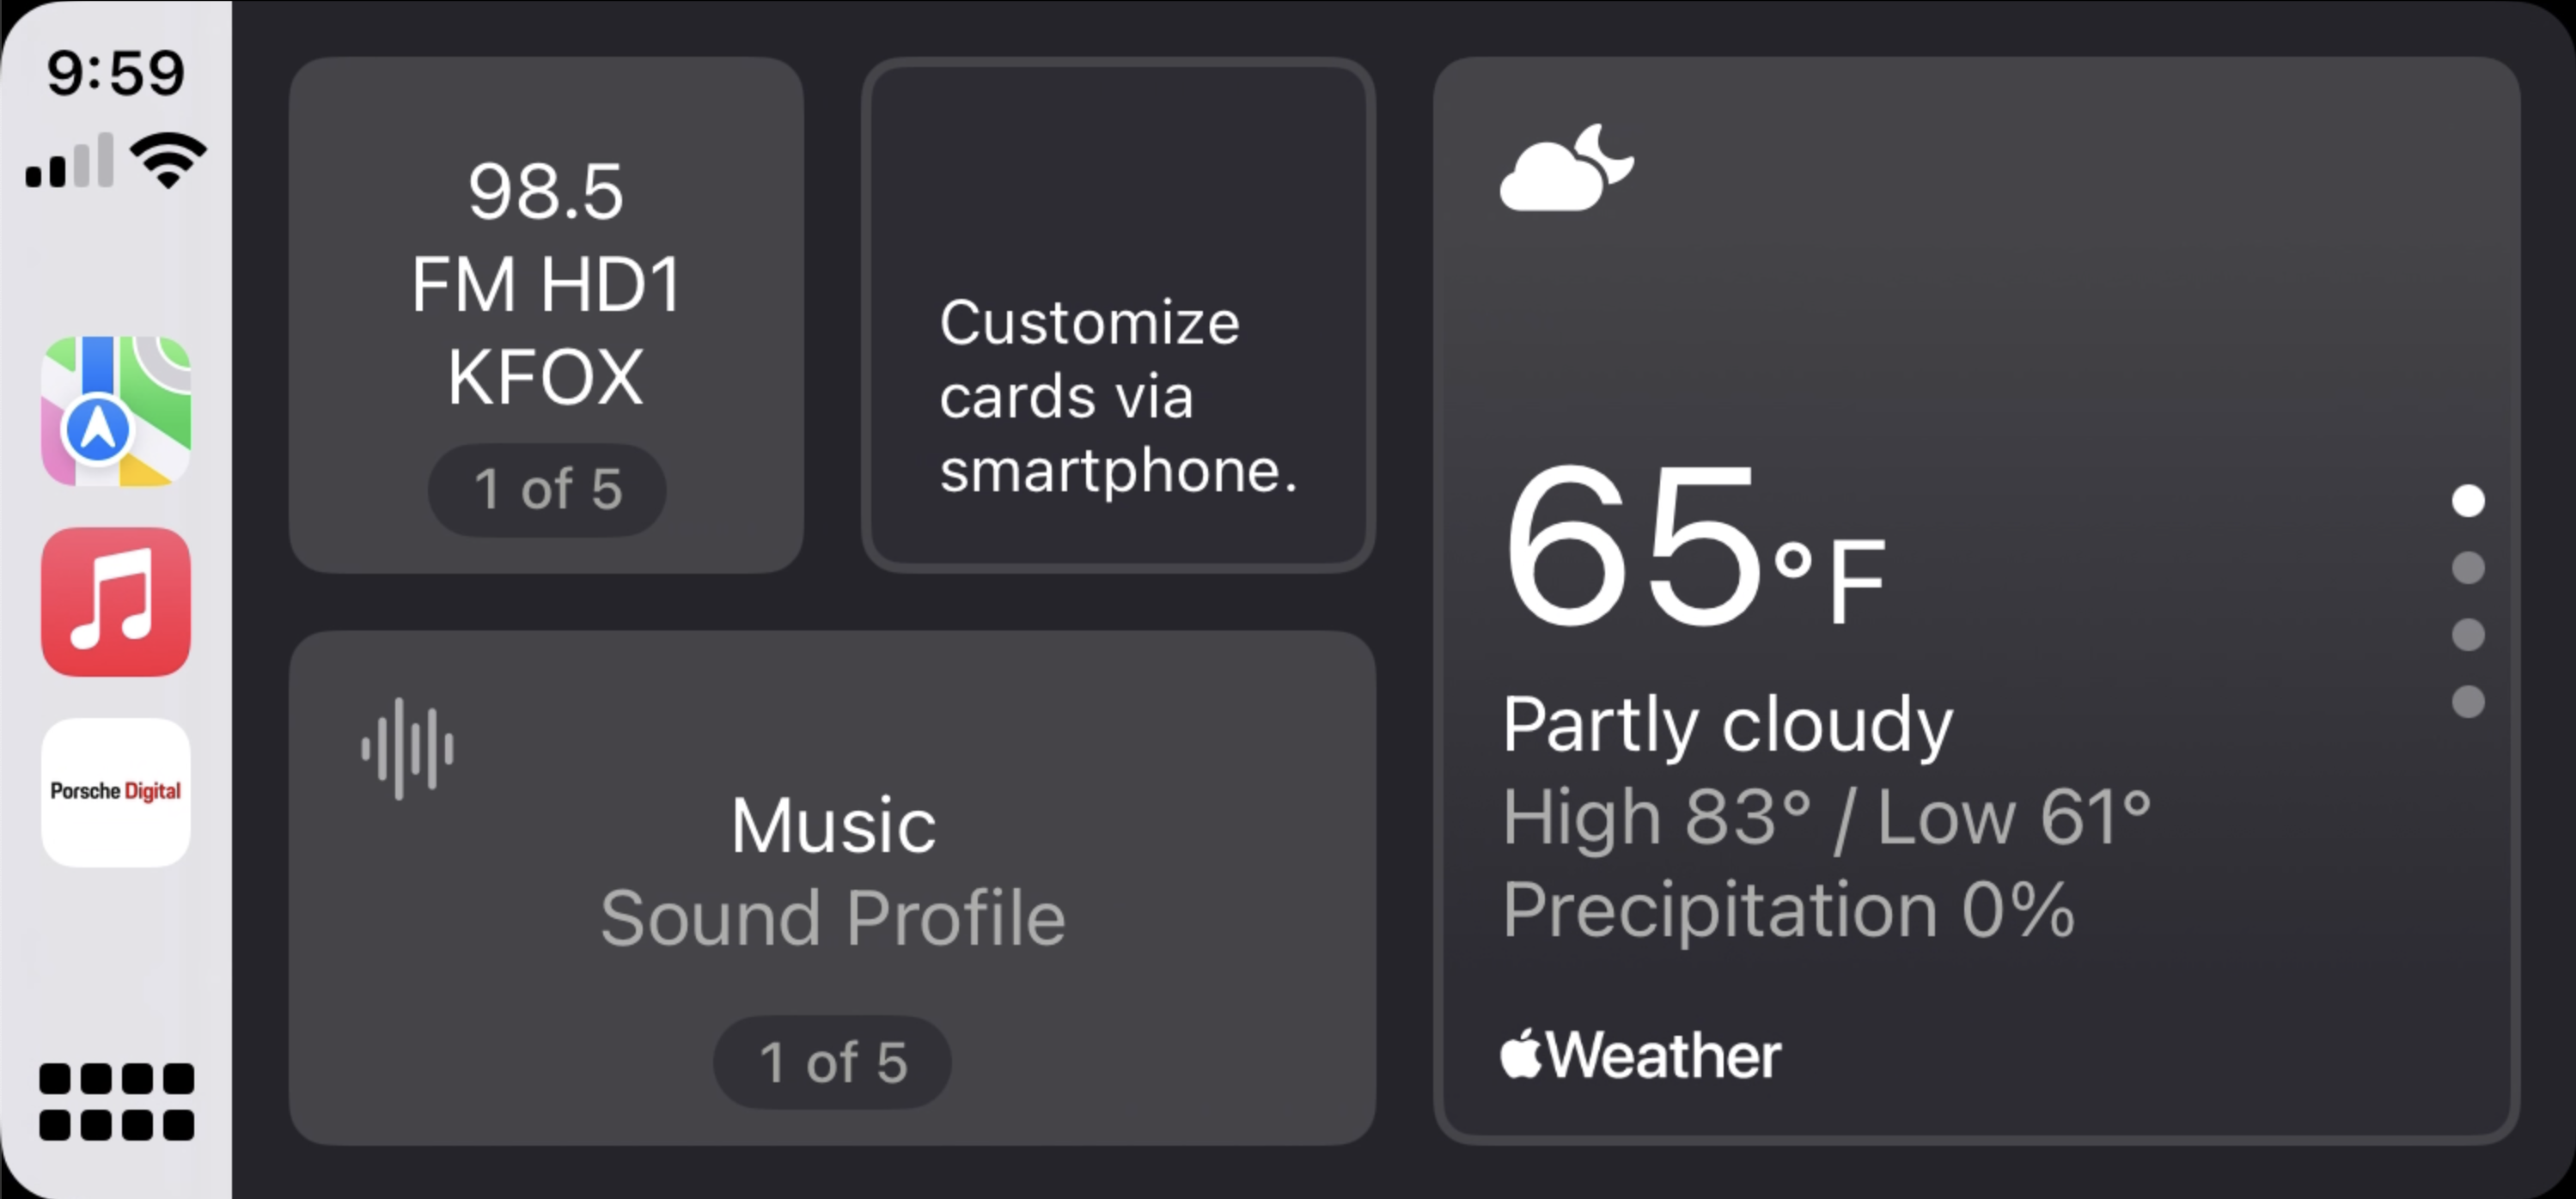 9:59
Porsche Digital
98.5
FM HD1
KFOX
1 of 5
Customize
cards via
smartphone.
Music
Sound Profile
1 of 5
65°F
Partly cloudy
High 83° / Low 61°
Precipitation 0%
Weather